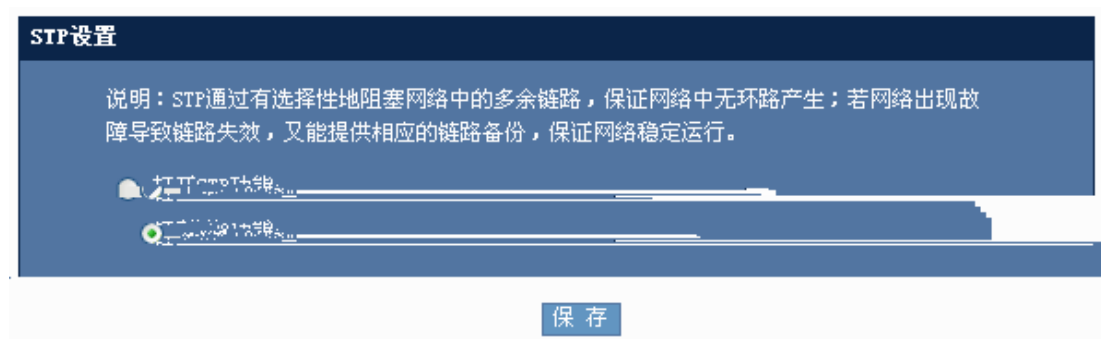 STP设置
说明：STP通过有选择性地阻塞网络中的多余链路，保证网络中无环路产生；若网络出现故
障导致链路失效，又能提供相应的链路备份，保证网络稳定运行。
保 存